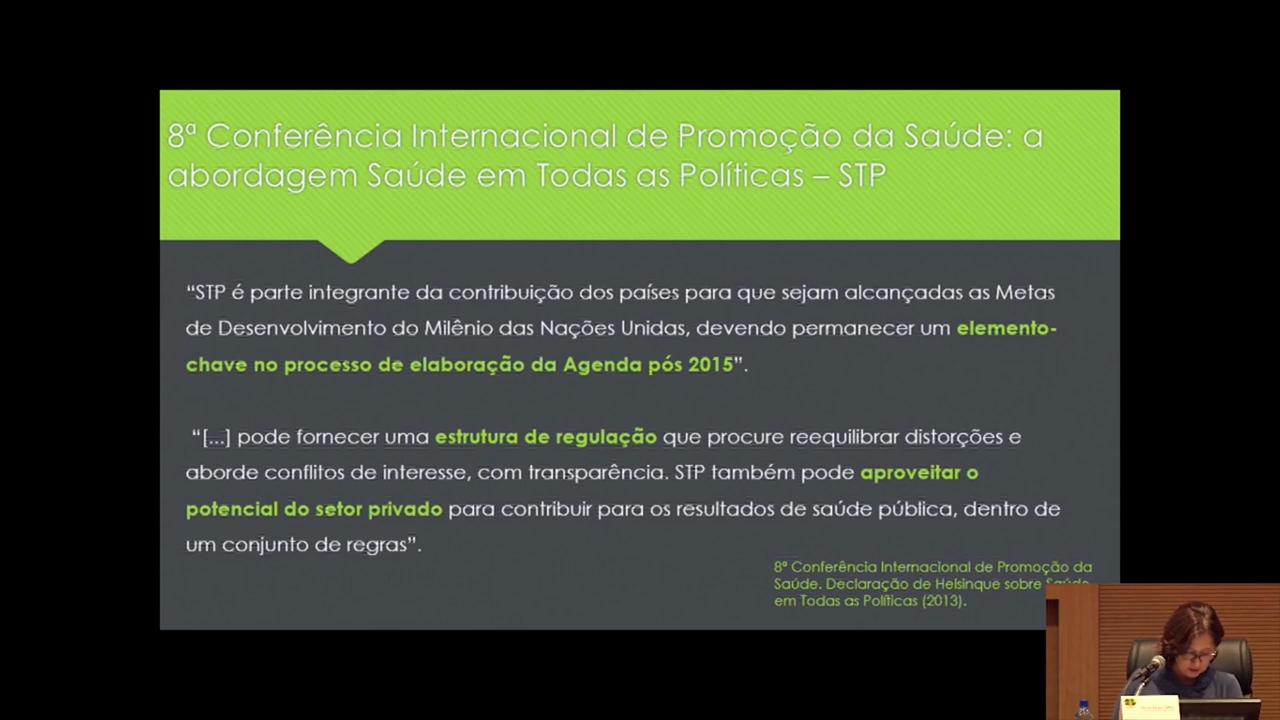 8ª Conferência Internacional de Promoção da Saúde: a
abordagem Saúde em Todas as Políticas – STP
“STP é parte integrante da contribuição dos países para que sejam alcançadas as Metas
de Desenvolvimento do Milênio das Nações Unidas, devendo permanecer um elemento-
chave no processo de elaboração da Agenda pós 2015”.
“[...] pode fornecer uma estrutura de regulação que procure reequilibrar distorções e
aborde conflitos de interesse, com transparência. STP também pode aproveitar o
potencial do setor privado para contribuir para os resultados de saúde pública, dentro de
um conjunto de regras”.
8ª Conferência Internacional de Promoção da
Saúde. Declaração de Helsinque sobre Saúde
em Todas as Políticas (2013).